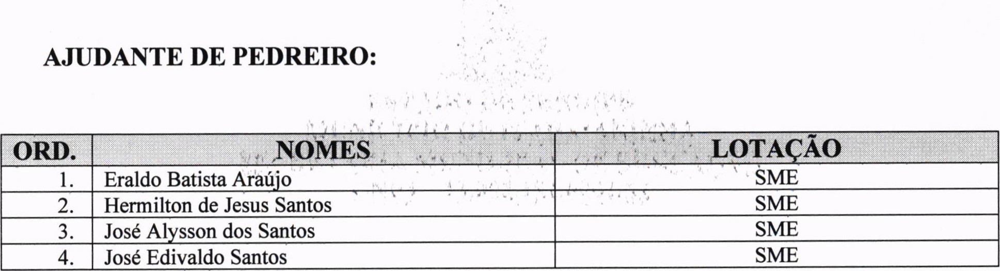 AJUDANTE DE PEDREIRO:
ORD. NOMES LOTAÇÃO
1. Eraldo Batista Araújo SME
2. Hermilton de Jesus Santos SME
3. José Alysson dos Santos SME
4. José Edivaldo Santos SME